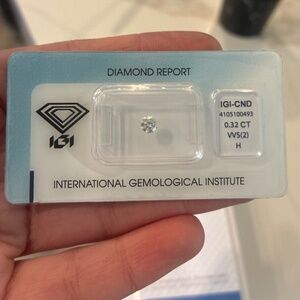 DIAMOND REPORT
IGI
IGI-CND
4105100493
0.32 CT
VVS(2)
H
INTERNATIONAL GEMOLOGICAL INSTITUTE